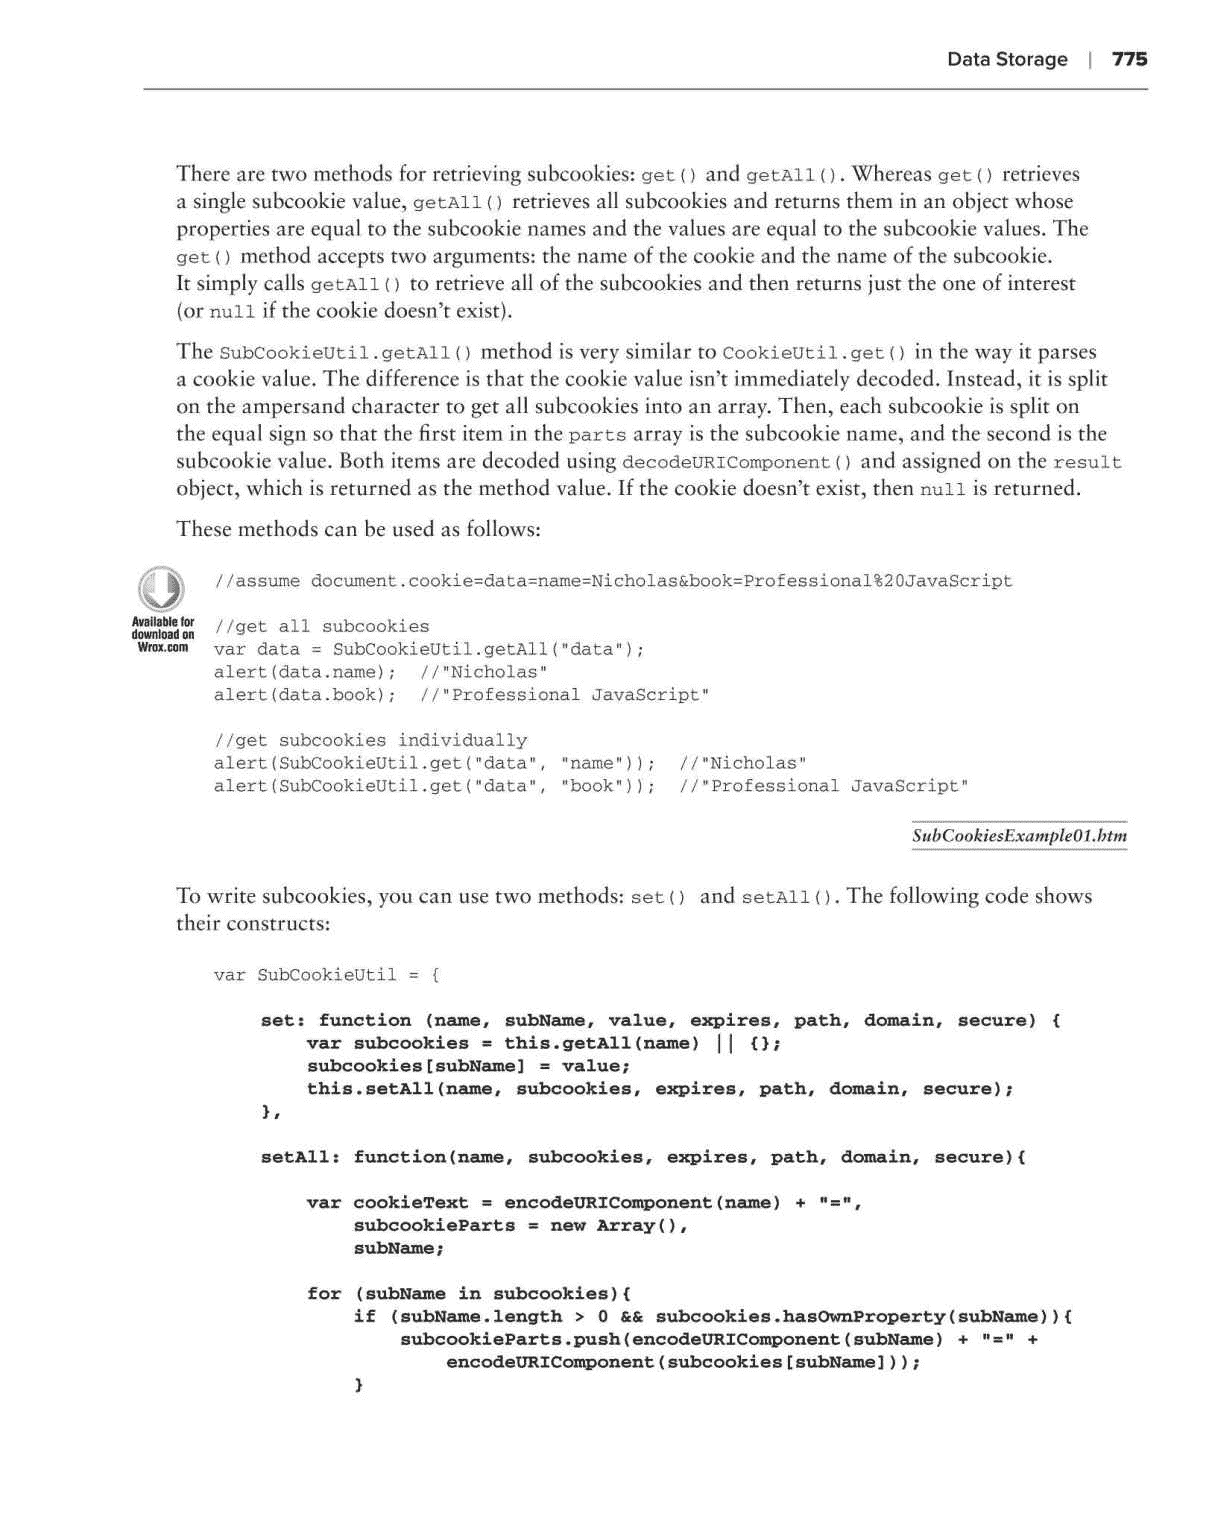 Data Storage | 775
There are two methods for retrieving subcookies: get() and getAll(). Whereas get() retrieves
a single subcookie value, getAll() retrieves all subcookies and returns them in an object whose
properties are equal to the subcookie names and the values are equal to the subcookie values. The
get() method accepts two arguments: the name of the cookie and the name of the subcookie.
It simply calls getAll() to retrieve all of the subcookies and then returns just the one of interest
(or null if the cookie doesn't exist).
The SubCookieUtil.getAll() method is very similar to CookieUtil.get() in the way it parses
a cookie value. The difference is that the cookie value isn't immediately decoded. Instead, it is split
on the ampersand character to get all subcookies into an array. Then, each subcookie is split on
the equal sign so that the first item in the parts array is the subcookie name, and the second is the
subcookie value. Both items are decoded using decodeURIComponent() and assigned on the result
object, which is returned as the method value. If the cookie doesn't exist, then null is returned.
These methods can be used as follows:
Available for
download on
Wrox.com
//assume document.cookie=data=name=Nicholas&book=Professional%20JavaScript
//get all subcookies
var data = SubCookieUtil.getAll("data");
alert(data.name);  //"Nicholas"
alert(data.book);  //"Professional JavaScript"
//get subcookies individually
alert(SubCookieUtil.get("data", "name"));  //"Nicholas"
alert(SubCookieUtil.get("data", "book"));  //"Professional JavaScript"
SubCookiesExample01.htm
To write subcookies, you can use two methods: set() and setAll(). The following code shows
their constructs:
var SubCookieUtil = {
set: function (name, subName, value, expires, path, domain, secure) {
var subcookies = this.getAll(name) || {};
subcookies[subName] = value;
this.setAll(name, subcookies, expires, path, domain, secure);
},
setAll: function(name, subcookies, expires, path, domain, secure){
var cookieText = encodeURIComponent(name) + "=",
subcookieParts = new Array(),
subName;
for (subName in subcookies){
if (subName.length > 0 && subcookies.hasOwnProperty(subName)){
subcookieParts.push(encodeURIComponent(subName) + "=" +
encodeURIComponent(subcookies[subName]));
}